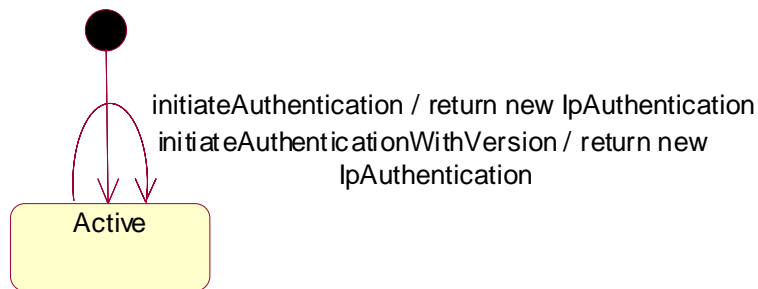 initiateAuthentication / return new IpAuthentication
initiateAuthenticationWithVersion / return new
IpAuthentication
Active